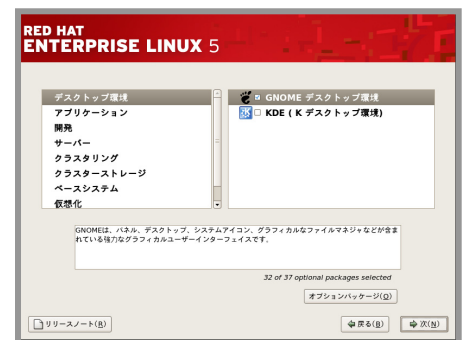 RED HAT
ENTERPRISE LINUX 5
デスクトップ環境
アプリケーション
開発
サーバー
クラスタリング
クラスターストレージ
ベースシステム
仮想化
GNOME デスクトップ環境
KDE ( K デスクトップ環境)
GNOMEは、パネル、デスクトップ、システムアイコン、グラフィカルなファイルマネジャなどが含ま
れている強力なグラフィカルユーザーインターフェイスです。
32 of 37 optional packages selected
オプションパッケージ(O)
リリースノート(R)
戻る(B)
次(N)